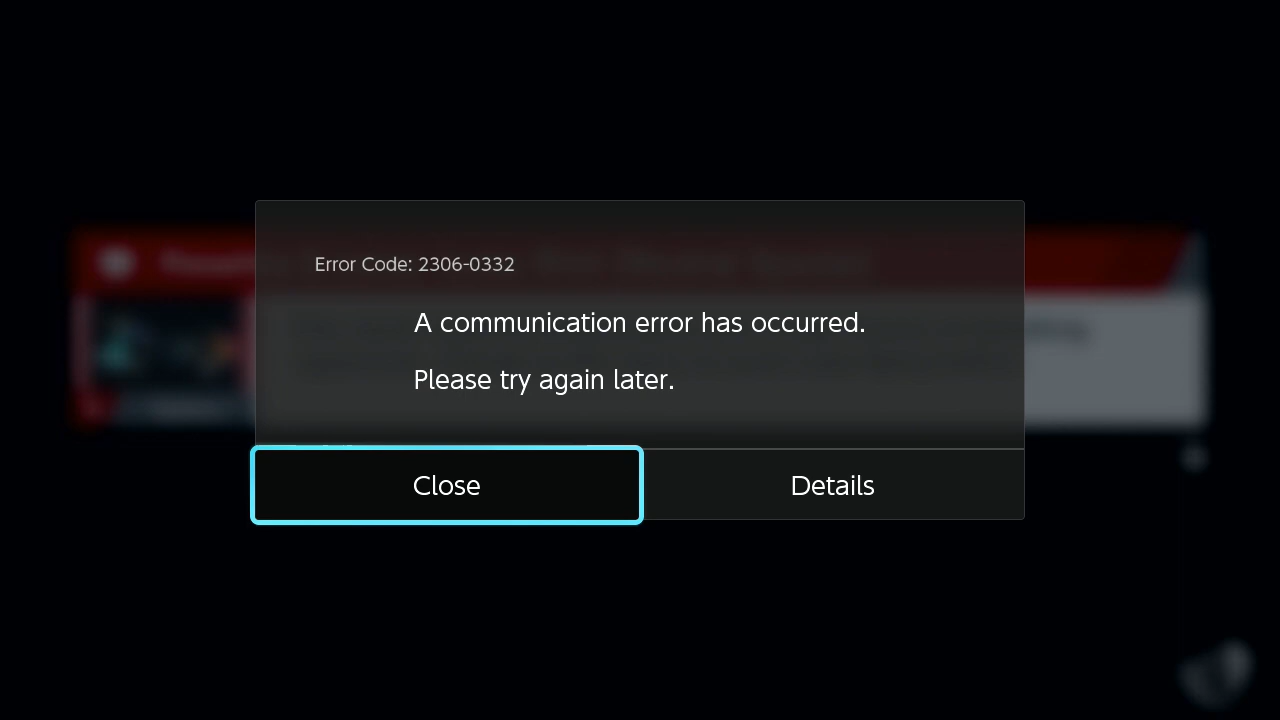 Error Code: 2306-0332
A communication error has occurred.
Please try again later.
Close
Details